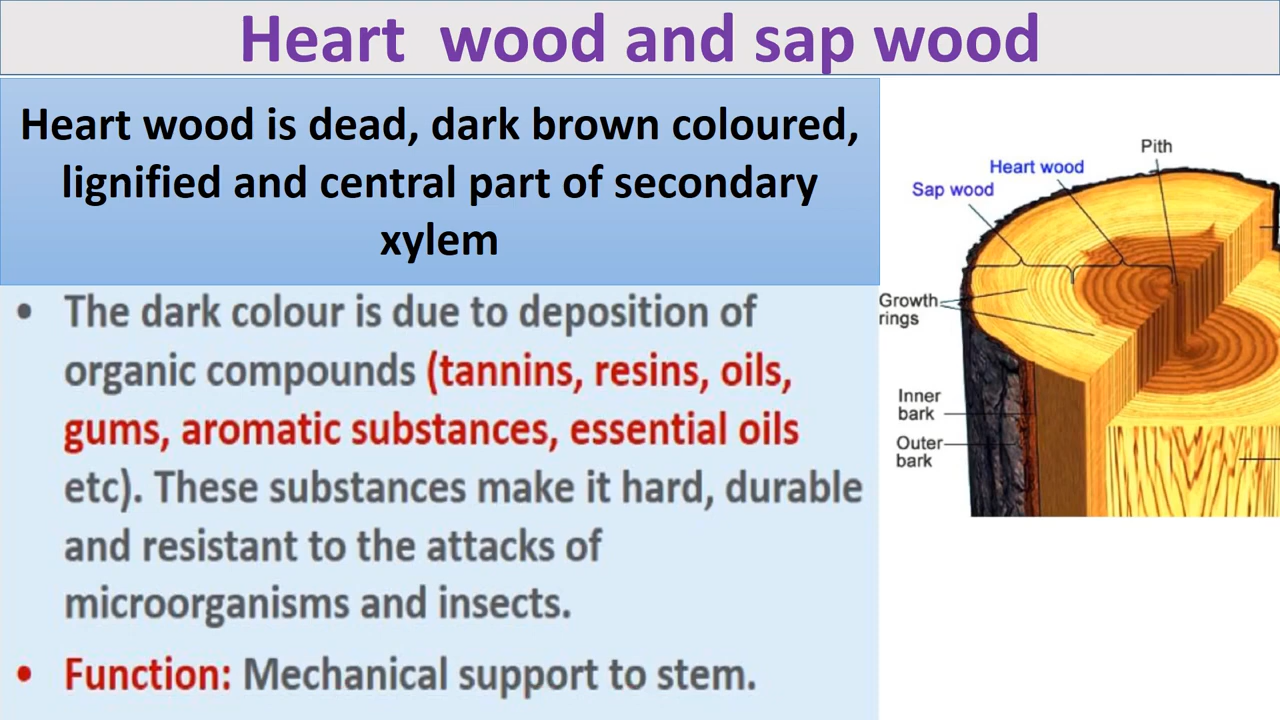 Heart wood and sap wood
Heart wood is dead, dark brown coloured,
lignified and central part of secondary
xylem
• The dark colour is due to deposition of
organic compounds (tannins, resins, oils,
gums, aromatic substances, essential oils
etc). These substances make it hard, durable
and resistant to the attacks of
microorganisms and insects.
• Function: Mechanical support to stem.
Pith
Heart wood
Sap wood
Growth
rings
Inner
bark
Outer
bark